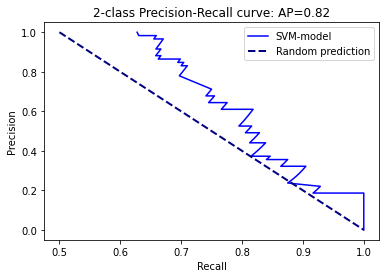 2-class Precision-Recall curve: AP=0.82
SVM-model
Random prediction
Precision
1.0
0.8
0.6
0.4
0.2
0.0
0.5 0.6 0.7 0.8 0.9 1.0
Recall